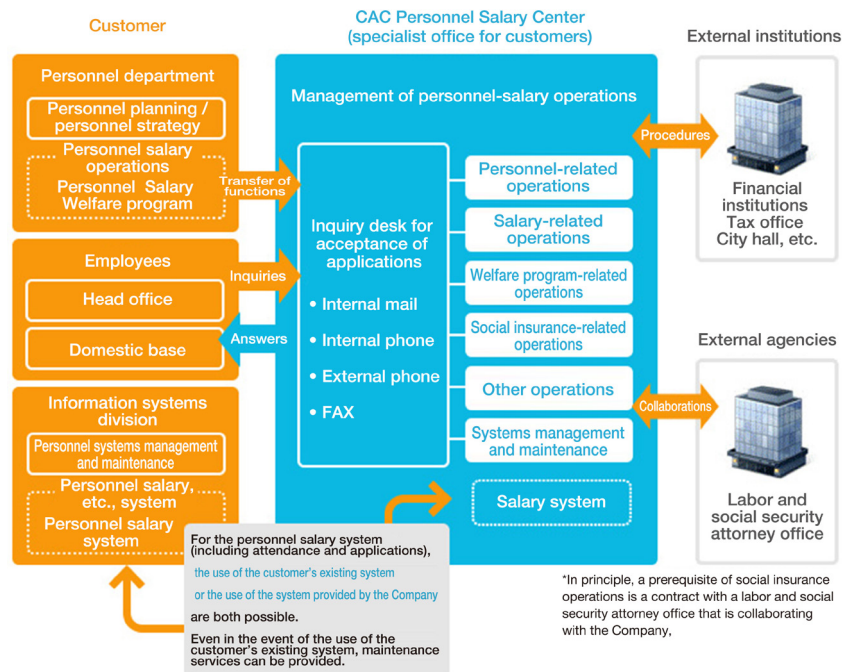 Customer
Personnel department
Personnel planning /
personnel strategy
Personnel salary
operations
Personnel Salary
Welfare program
Transfer of
functions
Employees
Head office
Domestic base
Inquiries
Answers
Information systems
division
Personnel systems management
and maintenance
Personnel salary,
etc., system
Personnel salary
system
CAC Personnel Salary Center
(specialist office for customers)
Management of personnel-salary operations
Inquiry desk for
acceptance of
applications
• Internal mail
• Internal phone
• External phone
• FAX
Personnel-related
operations
Salary-related
operations
Welfare program-related
operations
Social insurance-related
operations
Other operations
Systems management
and maintenance
Salary system
For the personnel salary system
(including attendance and applications),
the use of the customer's existing system
or the use of the system provided by the Company
are both possible.
Even in the event of the use of the
customer's existing system, maintenance
services can be provided.
Procedures
Collaborations
External institutions
Financial
institutions
Tax office
City hall, etc.
External agencies
Labor and
social security
attorney office
*In principle, a prerequisite of social insurance
operations is a contract with a labor and social
security attorney office that is collaborating
with the Company,